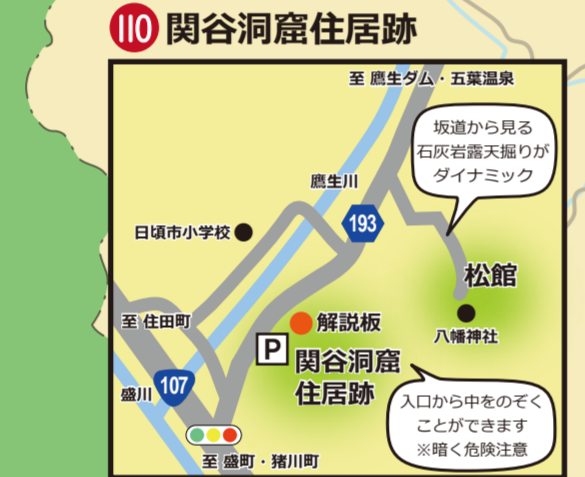 110 関谷洞窟住居跡
至 鷹生ダム・五葉温泉
坂道から見る
石灰岩露天掘りが
ダイナミック
鷹生川
193
日頃市小学校
松館
至 住田町
解説板
八幡神社
P
関谷洞窟
住居跡
盛川
107
入口から中をのぞく
ことができます
※暗く危険注意
至 盛町・猪川町